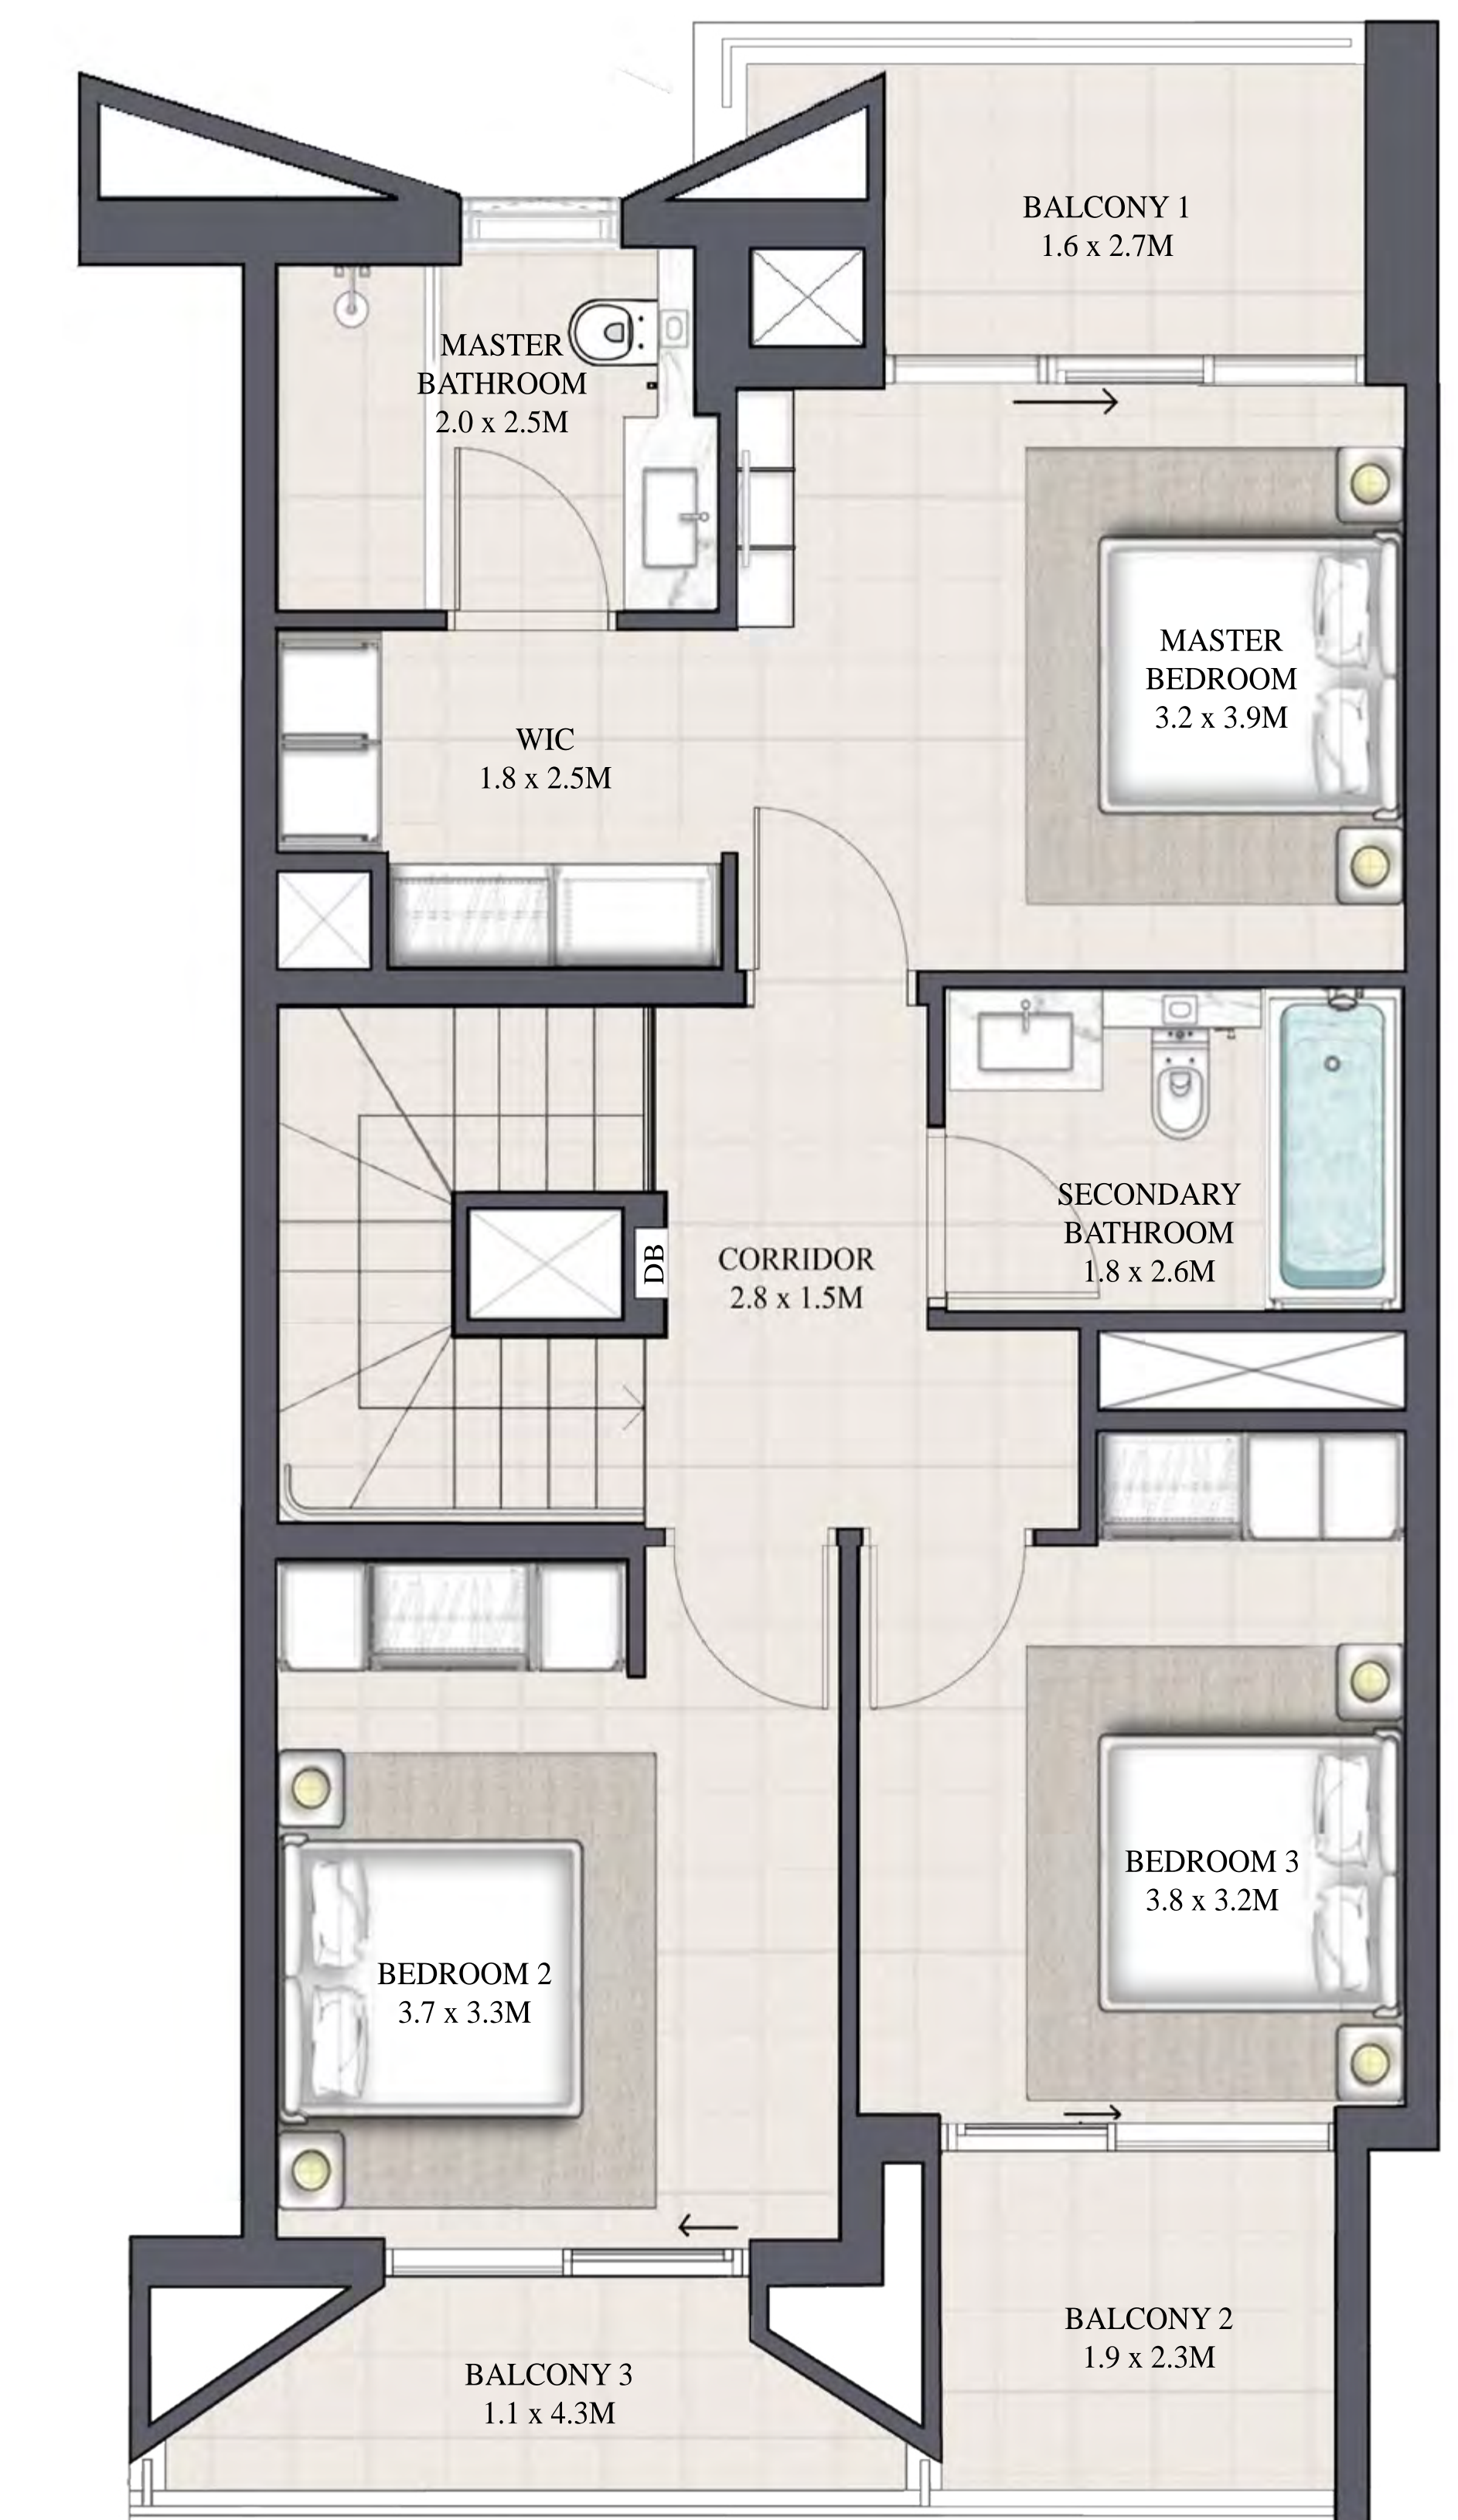 BALCONY 1
1.6 x 2.7M
MASTER
BATHROOM
2.0 x 2.5M
MASTER
BEDROOM
3.2 x 3.9M
WIC
1.8 x 2.5M
SECONDARY
BATHROOM
1.8 x 2.6M
DB
CORRIDOR
2.8 x 1.5M
BEDROOM 3
3.8 x 3.2M
BEDROOM 2
3.7 x 3.3M
BALCONY 2
1.9 x 2.3M
BALCONY 3
1.1 x 4.3M